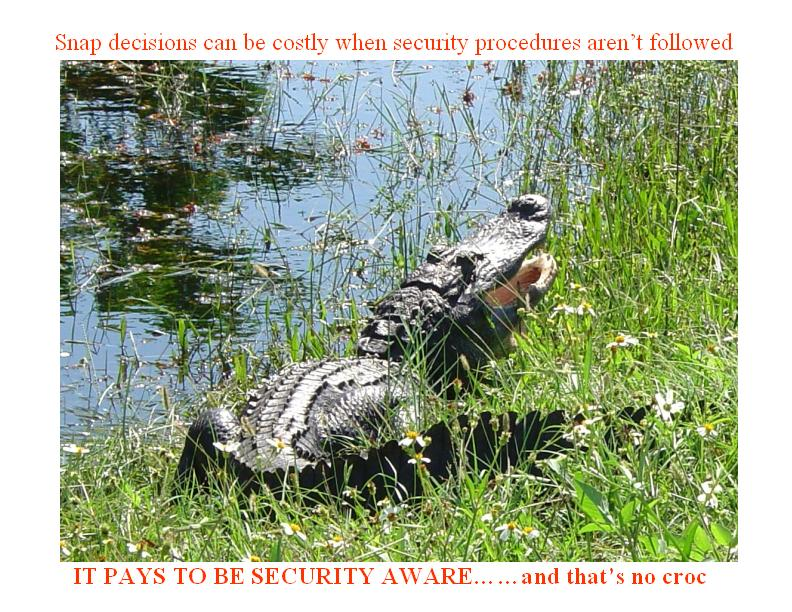 Snap decisions can be costly when security procedures aren’t followed
IT PAYS TO BE SECURITY AWARE……and that’s no croc